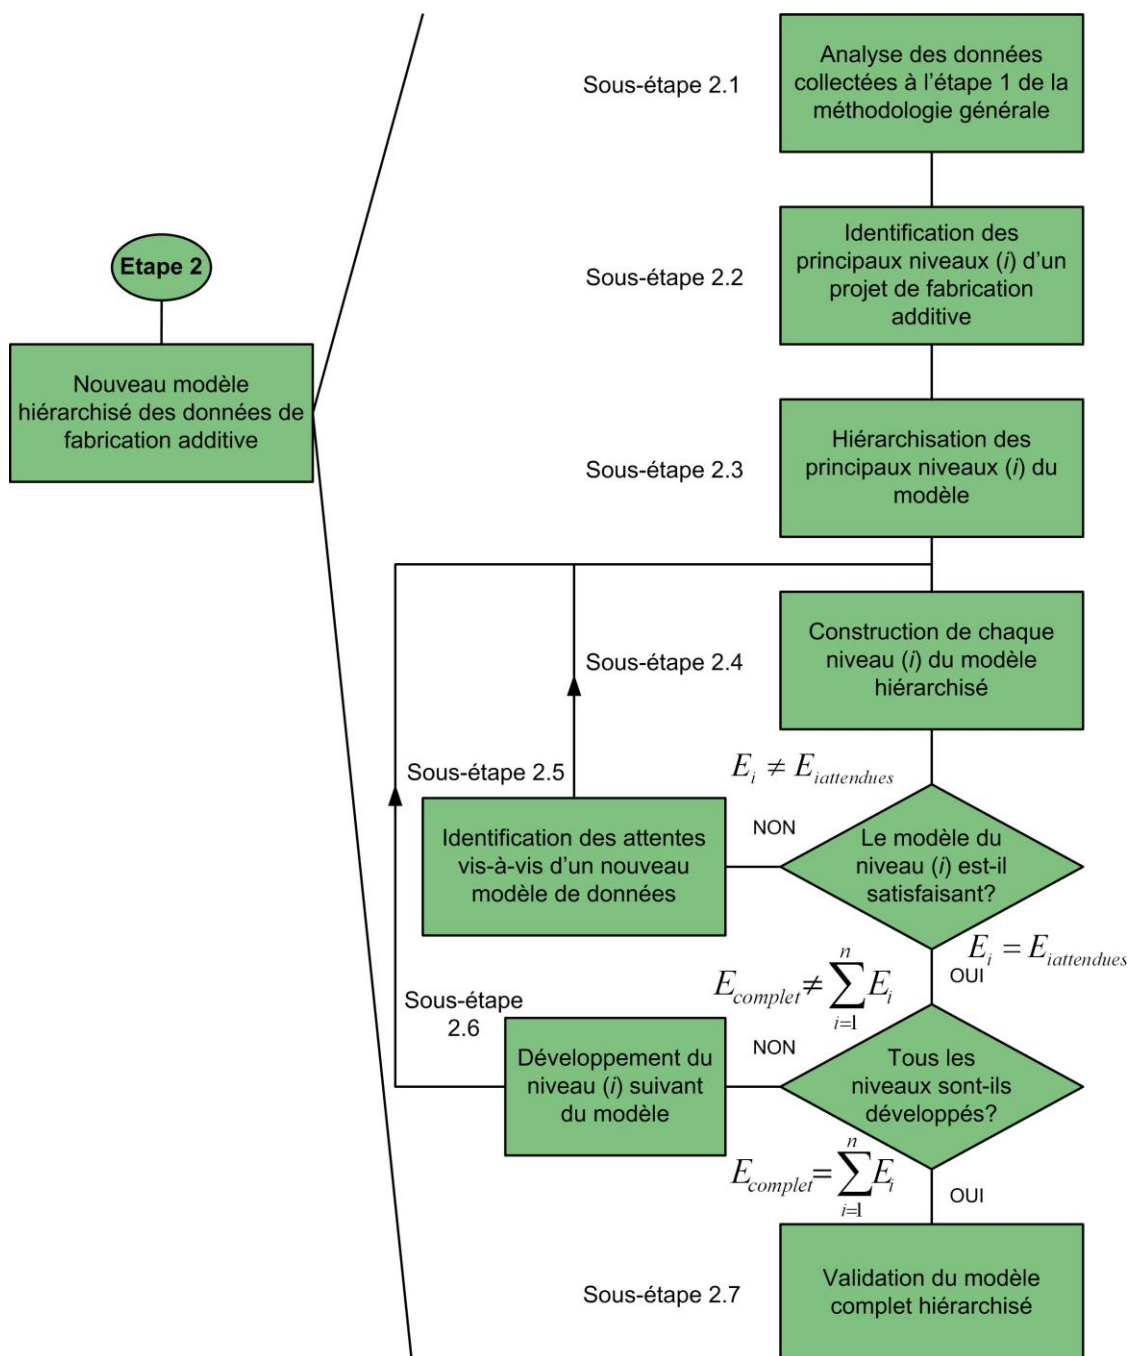 Etape 2
Nouveau modèle
hiérarchisé des données de
fabrication additive
Sous-étape 2.1
Analyse des données
collectées à l'étape 1 de la
méthodologie générale
Sous-étape 2.2
Identification des
principaux niveaux (i) d'un
projet de fabrication
additive
Sous-étape 2.3
Hiérarchisation des
principaux niveaux (i) du
modèle
Sous-étape 2.4
Construction de chaque
niveau (i) du modèle
hiérarchisé
Sous-étape 2.5
Identification des attentes
vis-à-vis d'un nouveau
modèle de données
E_i ≠ E_iattendues
NON
Le modèle du
niveau (i) est-il
satisfaisant?
E_i = E_iattendues
OUI
Sous-étape
2.6
Développement du
niveau (i) suivant
du modèle
E_complet ≠ ∑_{i=1}^{n} E_i
NON
Tous les
niveaux sont-ils
développés?
E_complet = ∑_{i=1}^{n} E_i
OUI
Sous-étape 2.7
Validation du modèle
complet hiérarchisé